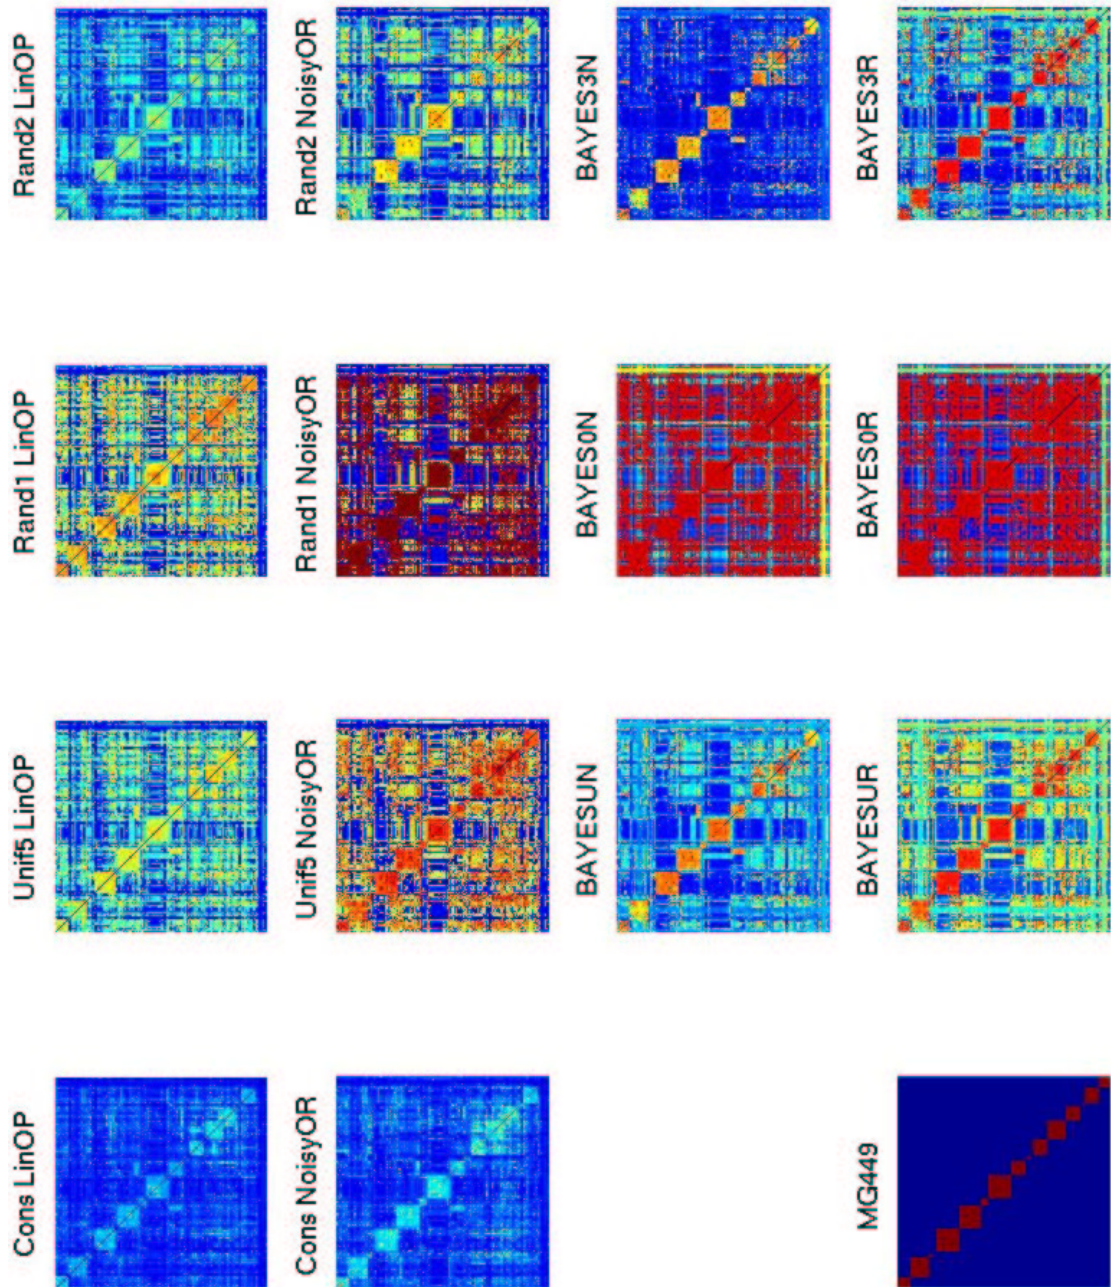 Rand2 LinOP
Rand2 NoisyOR
BAYES3N
BAYES3R
Rand1 LinOP
Rand1 NoisyOR
BAYES0N
BAYES0R
Unif5 LinOP
Unif5 NoisyOR
BAYESUN
BAYESUR
Cons LinOP
Cons NoisyOR
MG449